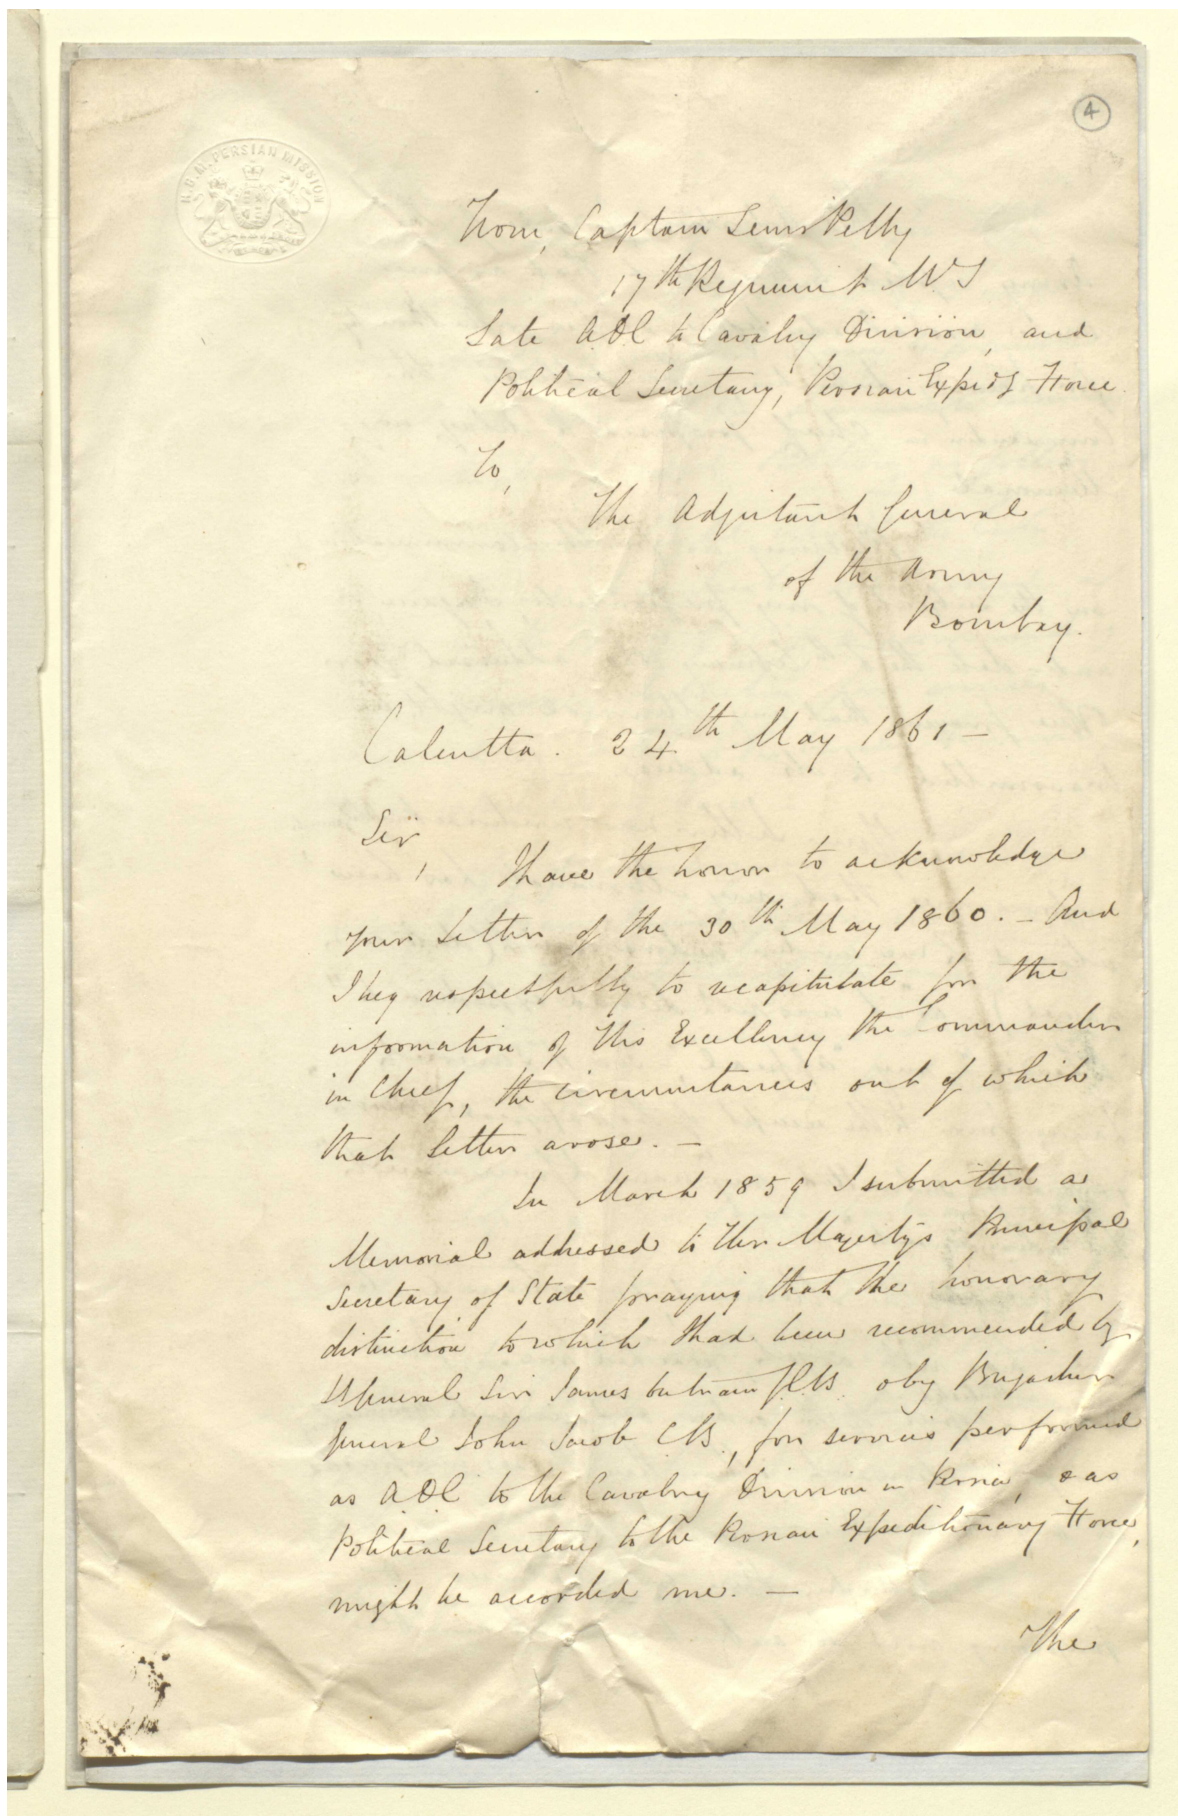 4
H.B.M. PERSIAN MISSION
From, Captain Lewis Pelly
17th Regiment N I
Late ADC to Cavalry Division, and
Political Secretary, Persian Exped Force.
To,
The Adjutant General
of the Army
Bombay.
Calcutta. 24th May 1861 —
Sir,
I have the honor to acknowledge
your Letter of the 30th May 1860. — And
I beg respectfully to recapitulate for the
information of His Excellency the Commander
in Chief, the circumstances out of which
that Letter arose. —
In March 1859 I submitted a
Memorial addressed to Her Majestys Principal
Secretary of State praying that the honorary
distinction to which I had been recommended by
General Sir James Outram GCB & by Brigadier
General John Jacob CB, for services performed
as ADC to the Cavalry Division in Persia, & as
Political Secretary to the Persian Expeditionary Force,
might be accorded me. —
The